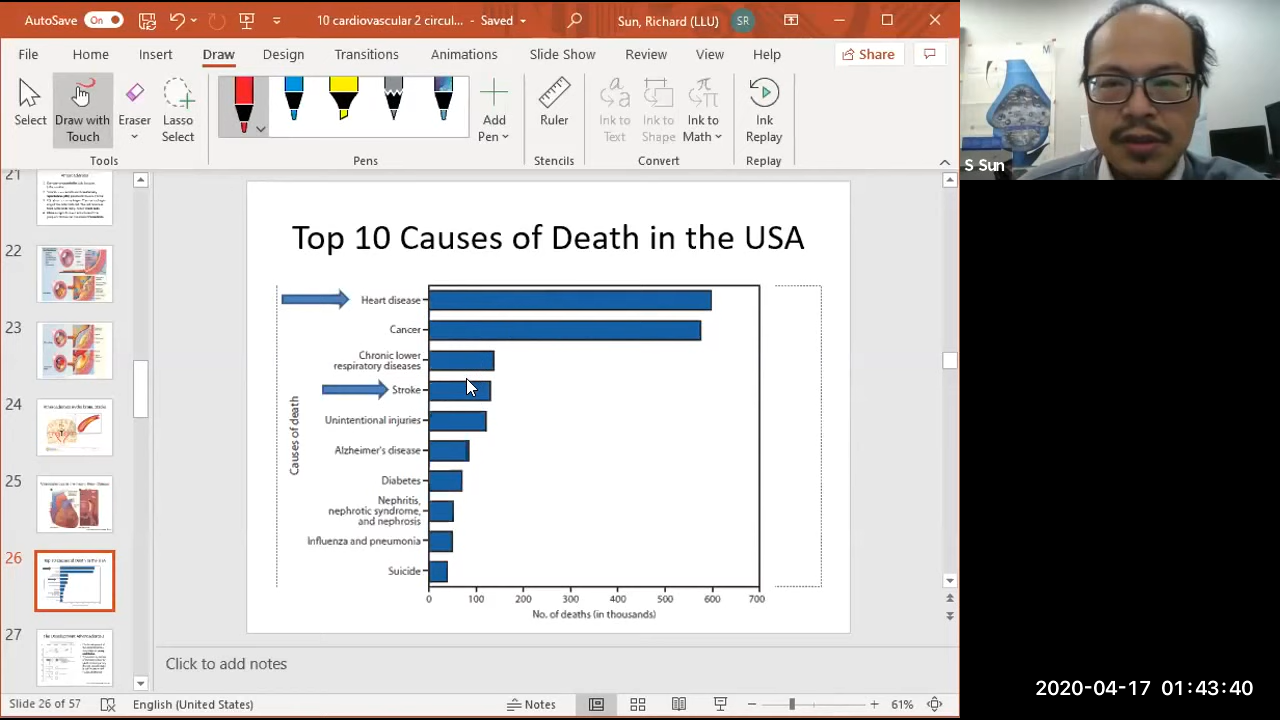 AutoSave On 10 cardiovascular 2 circul... - Saved Sun, Richard (LLU) SR
File Home Insert Draw Design Transitions Animations Slide Show Review View Help Share
Select
Draw with Touch
Eraser
Lasso Select
Add Pen
Ruler
Ink to Text
Ink to Shape
Ink to Math
Ink Replay
Tools Pens Stencils Convert Replay
S Sun
21
22
23
24
25
26
27
Top 10 Causes of Death in the USA
Causes of death
Heart disease
Cancer
Chronic lower
respiratory diseases
Stroke
Unintentional injuries
Alzheimer's disease
Diabetes
Nephritis,
nephrotic syndrome,
and nephrosis
Influenza and pneumonia
Suicide
0 100 200 300 400 500 600 700
No. of deaths (in thousands)
Click to add notes
Slide 26 of 57 English (United States) Notes 61%
2020-04-17 01:43:40